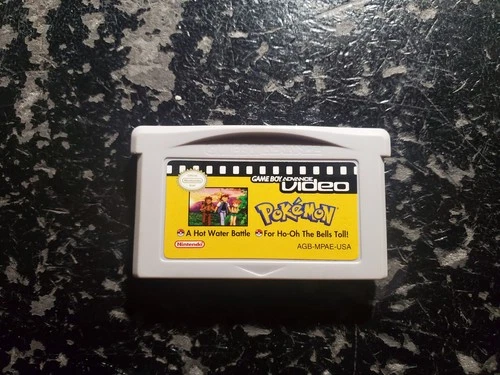 GAME BOY ADVANCE
Video
POKéMON
A Hot Water Battle For Ho-Oh The Bells Toll!
Nintendo
AGB-MPAE-USA